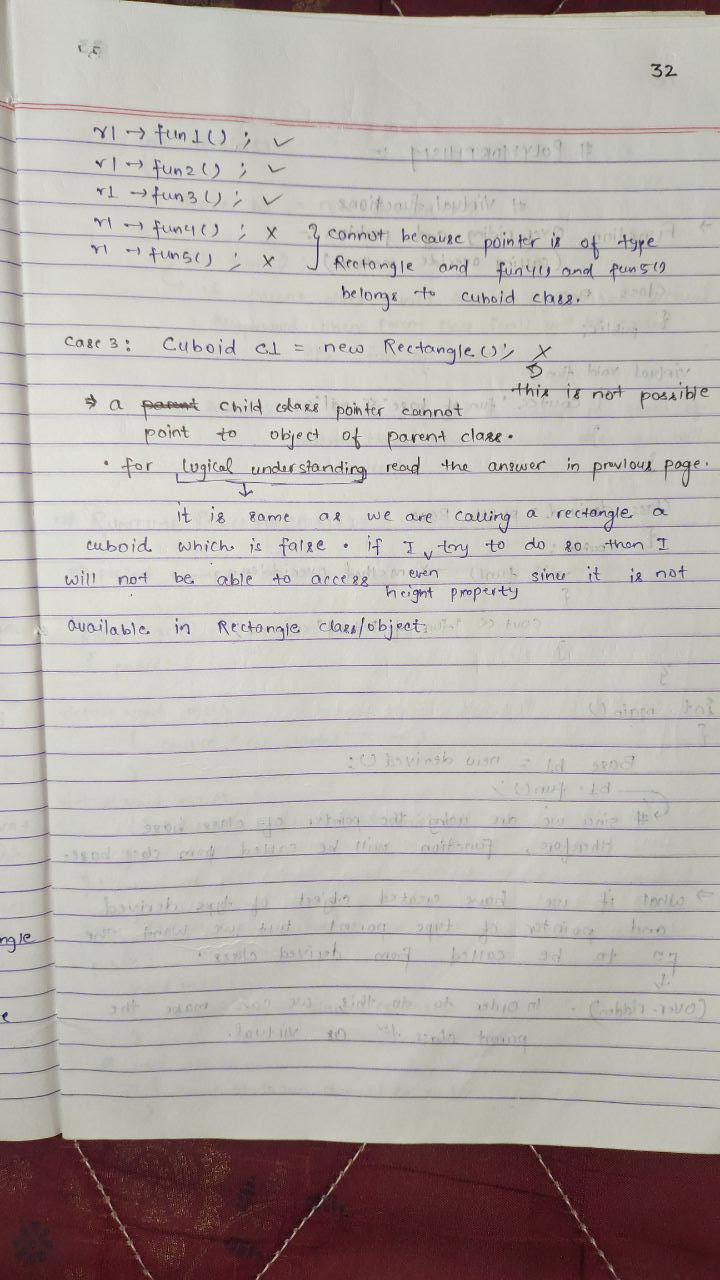 32
r1 → fun1() ; ✓
r1 → fun2() ; ✓
r1 → fun3() ; ✓
r1 → fun4() ; ×
r1 → fun5() ; ×
} cannot because pointer is of type
Rectangle and fun4() and fun5()
belongs to cuboid class.
Case 3 : Cuboid c1 = new Rectangle() ; ×
this is not possible
⇒ a parent child class pointer cannot
point to object of parent class.
• for logical understanding read the answer in previous page.
it is same as we are calling a rectangle a
cuboid which is false. if I try to do so then I
will not be able to access even height property since it is not
available in Rectangle class/object.
ngle
e